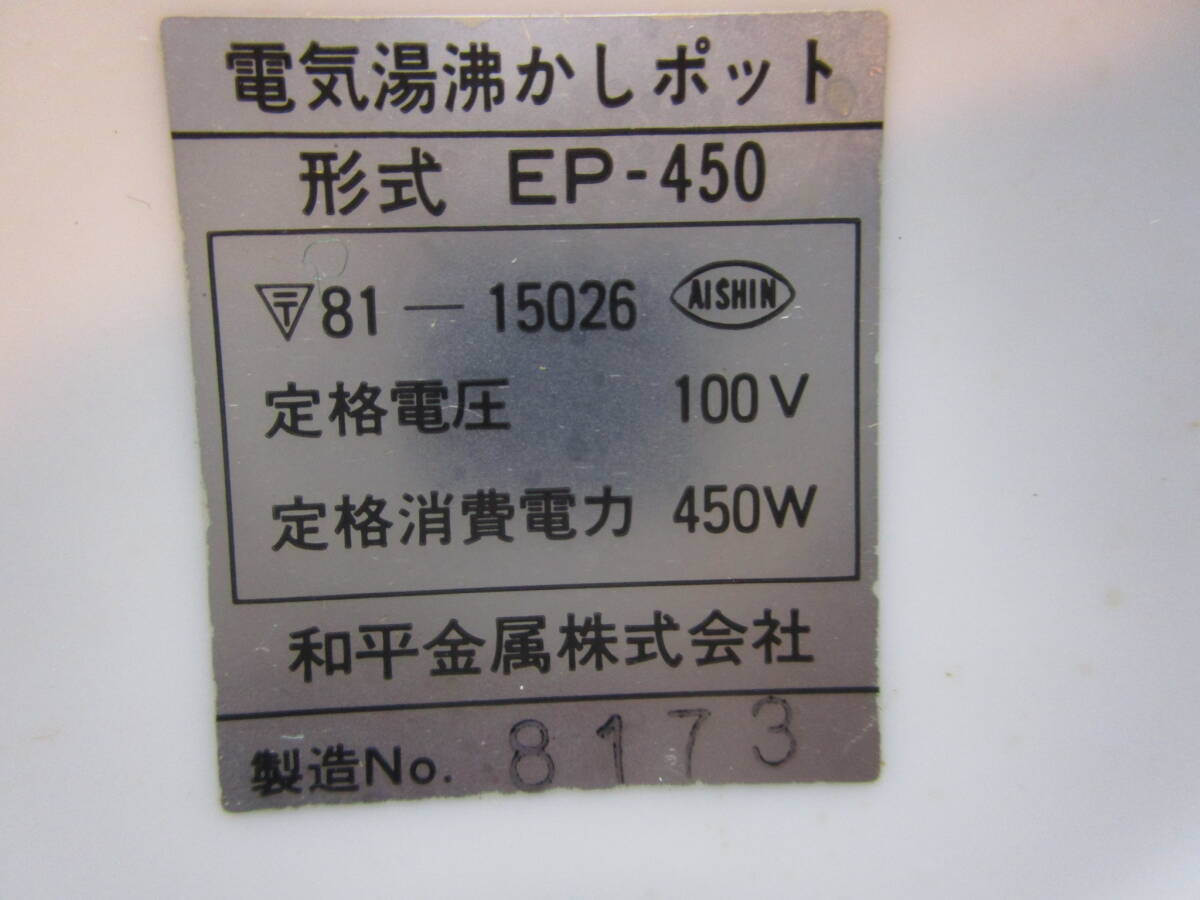 電気湯沸かしポット
形式 EP-450
〒81-15026 AISHIN
定格電圧 100V
定格消費電力 450W
和平金属株式会社
製造No. 8173